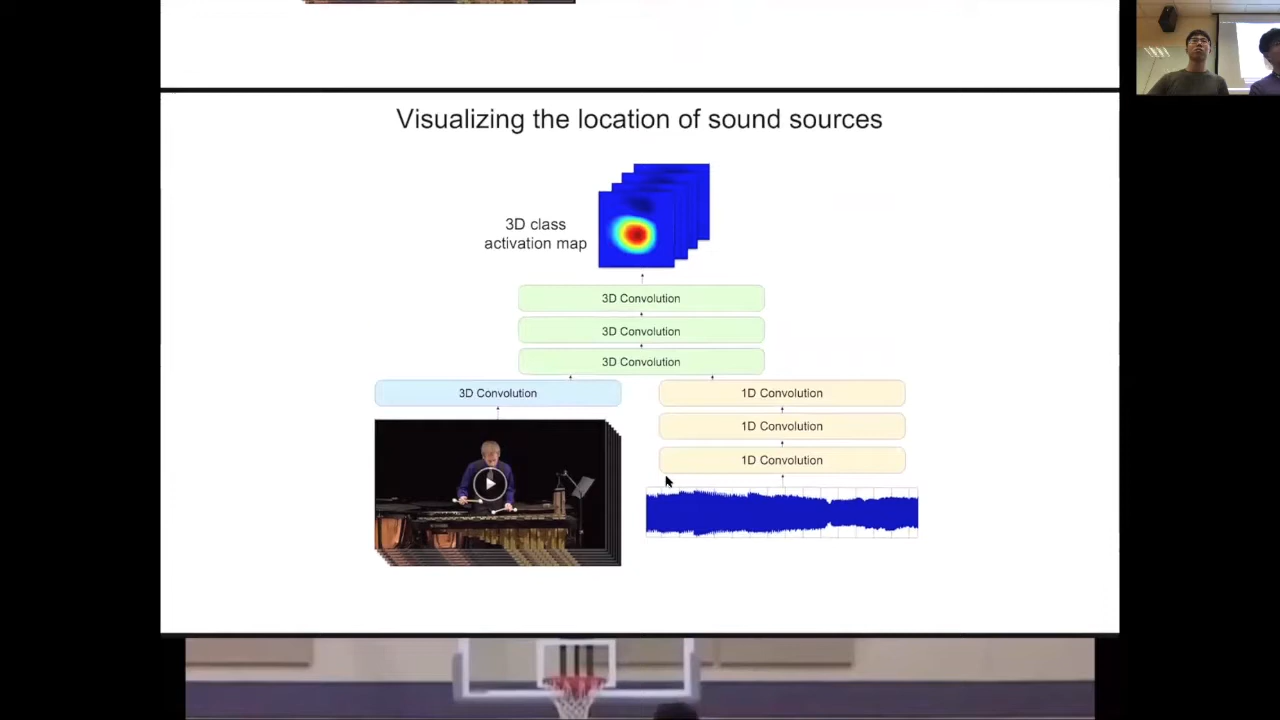 Visualizing the location of sound sources
3D class
activation map
3D Convolution
3D Convolution
3D Convolution
3D Convolution
1D Convolution
1D Convolution
1D Convolution